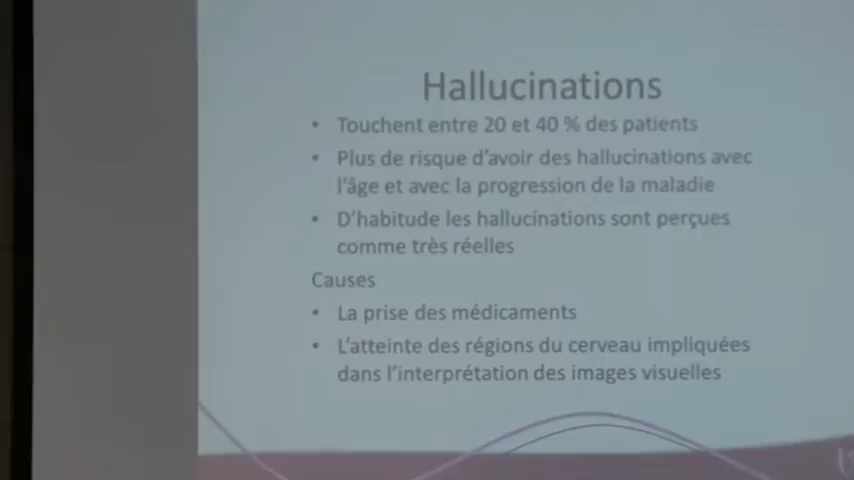 Hallucinations
• Touchent entre 20 et 40 % des patients
• Plus de risque d'avoir des hallucinations avec
l'âge et avec la progression de la maladie
• D'habitude les hallucinations sont perçues
comme très réelles
Causes
• La prise des médicaments
• L'atteinte des régions du cerveau impliquées
dans l'interprétation des images visuelles